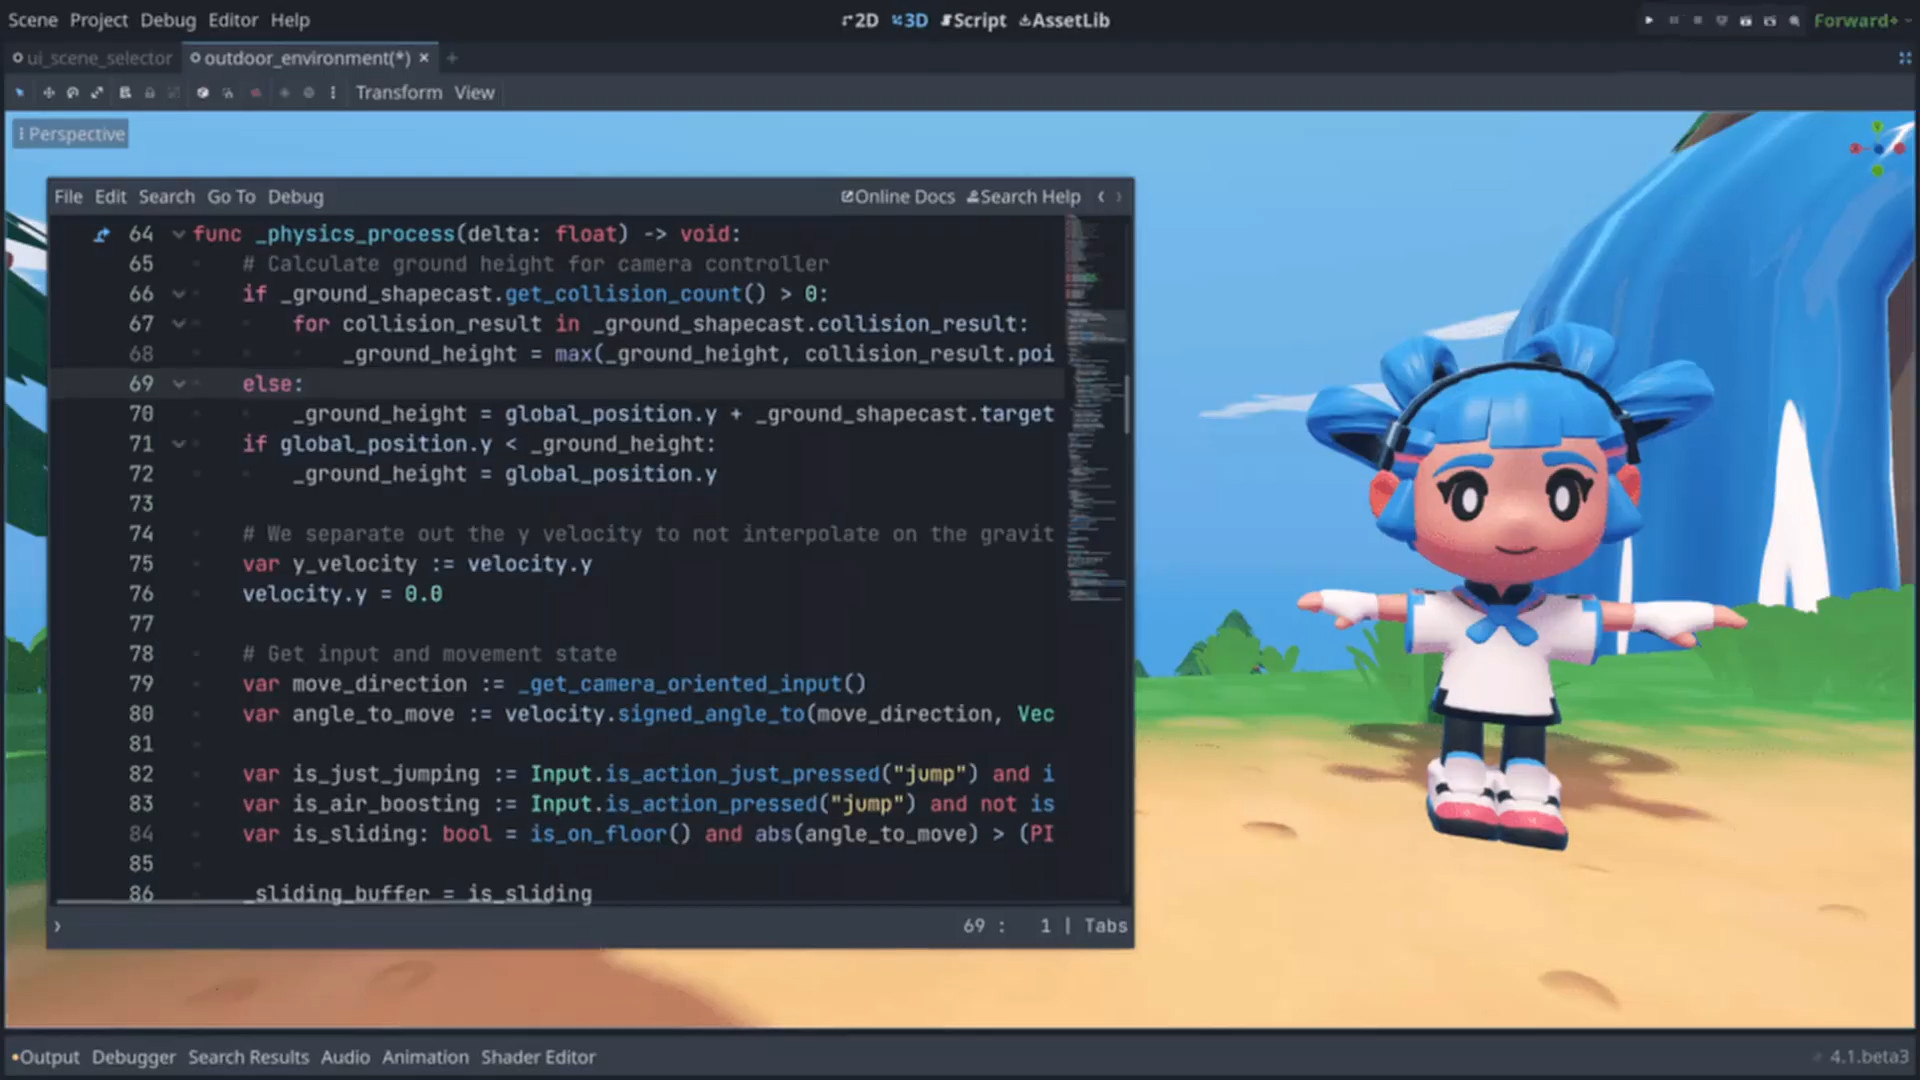 Scene Project Debug Editor Help
2D 3D Script AssetLib
Forward+
ui_scene_selector
outdoor_environment(*)
Transform View
Perspective
File Edit Search Go To Debug
Online Docs Search Help
64 func _physics_process(delta: float) -> void:
65 # Calculate ground height for camera controller
66 if _ground_shapecast.get_collision_count() > 0:
67 for collision_result in _ground_shapecast.collision_result:
68 _ground_height = max(_ground_height, collision_result.poi
69 else:
70 _ground_height = global_position.y + _ground_shapecast.target
71 if global_position.y < _ground_height:
72 _ground_height = global_position.y
73
74 # We separate out the y velocity to not interpolate on the gravit
75 var y_velocity := velocity.y
76 velocity.y = 0.0
77
78 # Get input and movement state
79 var move_direction := _get_camera_oriented_input()
80 var angle_to_move := velocity.signed_angle_to(move_direction, Vec
81
82 var is_just_jumping := Input.is_action_just_pressed("jump") and i
83 var is_air_boosting := Input.is_action_pressed("jump") and not is
84 var is_sliding: bool = is_on_floor() and abs(angle_to_move) > (PI
85
86 _sliding_buffer = is_sliding
69 : 1 | Tabs
Output Debugger Search Results Audio Animation Shader Editor
4.1.beta3